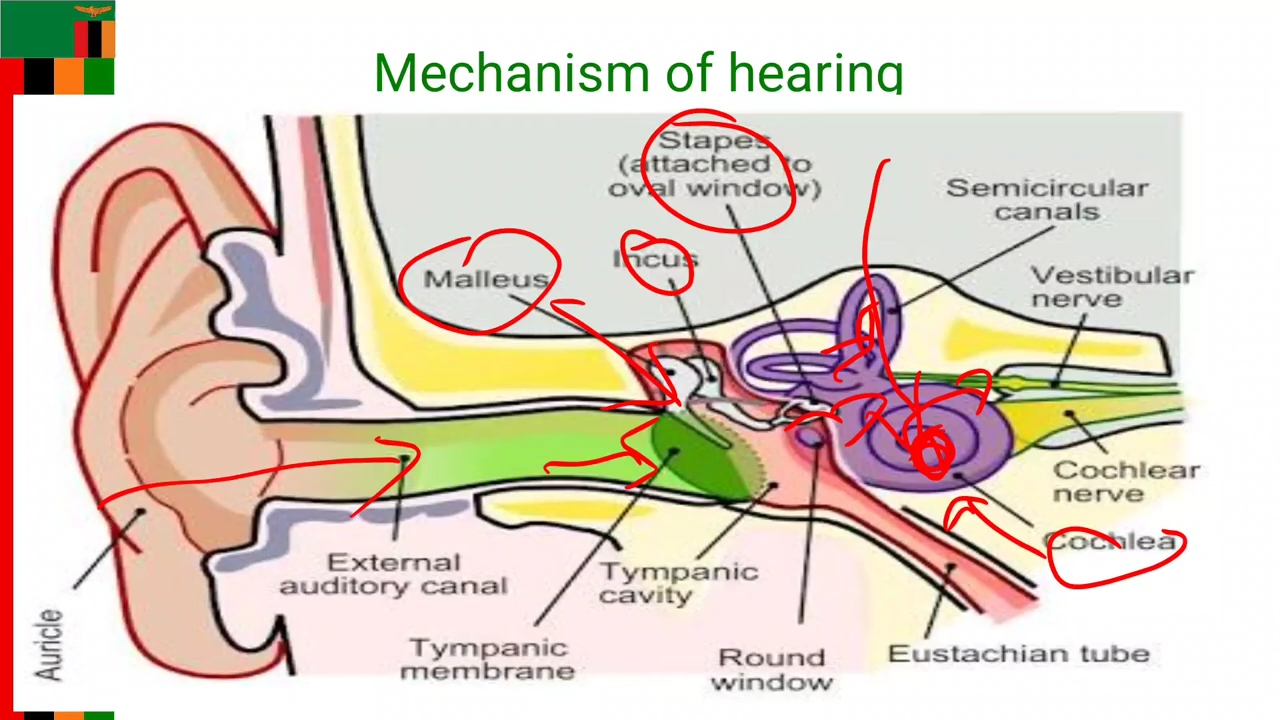 Mechanism of hearing
Stapes
(attached to
oval window)
Semicircular
canals
Incus
Malleus
Vestibular
nerve
Cochlear
nerve
Cochlea
External
auditory canal
Tympanic
cavity
Auricle
Tympanic
membrane
Round
window
Eustachian tube